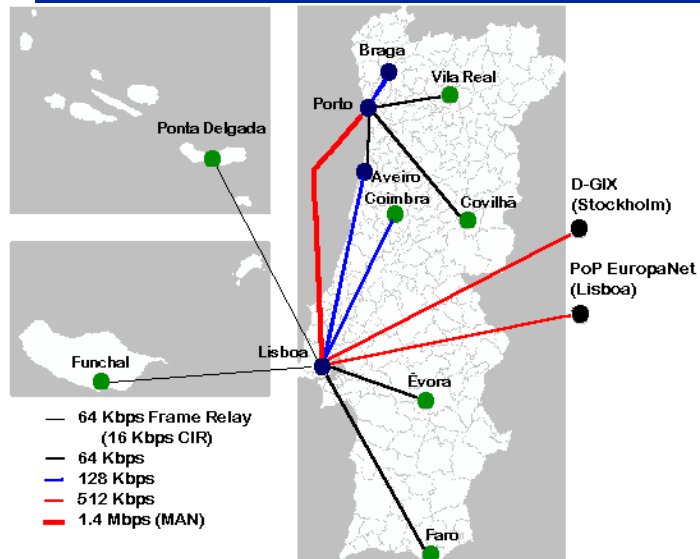 Braga
Vila Real
Porto
Ponta Delgada
Aveiro
Coimbra
Covilhã
D-GIX
(Stockholm)
PoP EuropaNet
(Lisboa)
Lisboa
Funchal
Ēvora
64 Kbps Frame Relay
(16 Kbps CIR)
64 Kbps
128 Kbps
512 Kbps
1.4 Mbps (MAN)
Faro